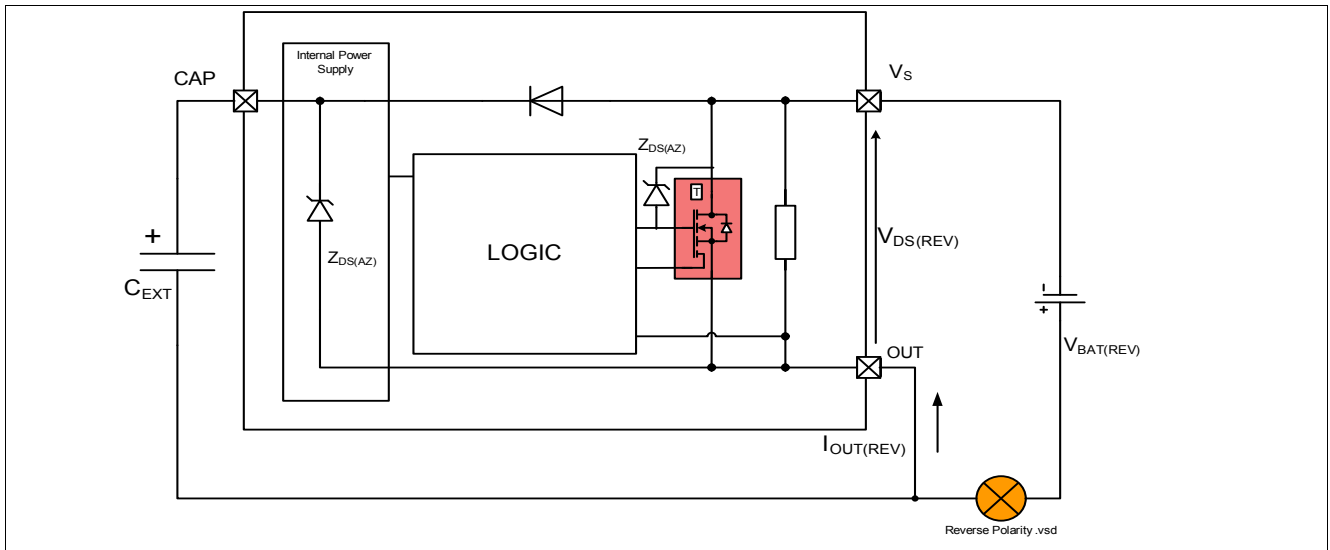 Internal Power
Supply
CAP
VS
ZDS(AZ)
T
+
CEXT
ZDS(AZ)
LOGIC
VDS(REV)
-
+
VBAT(REV)
OUT
IOUT(REV)
Reverse Polarity .vsd